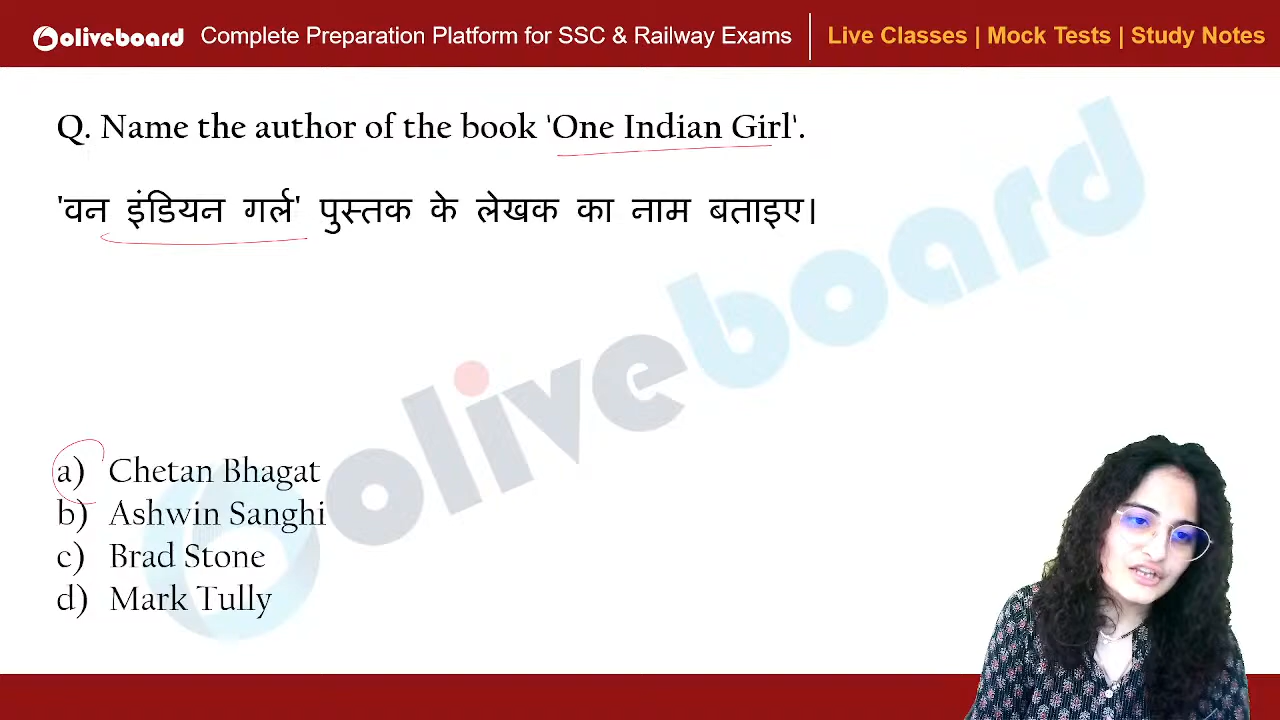 oliveboard Complete Preparation Platform for SSC & Railway Exams Live Classes | Mock Tests | Study Notes
Q. Name the author of the book 'One Indian Girl'.
'वन इंडियन गर्ल' पुस्तक के लेखक का नाम बताइए।
oliveboard
a) Chetan Bhagat
b) Ashwin Sanghi
c) Brad Stone
d) Mark Tully